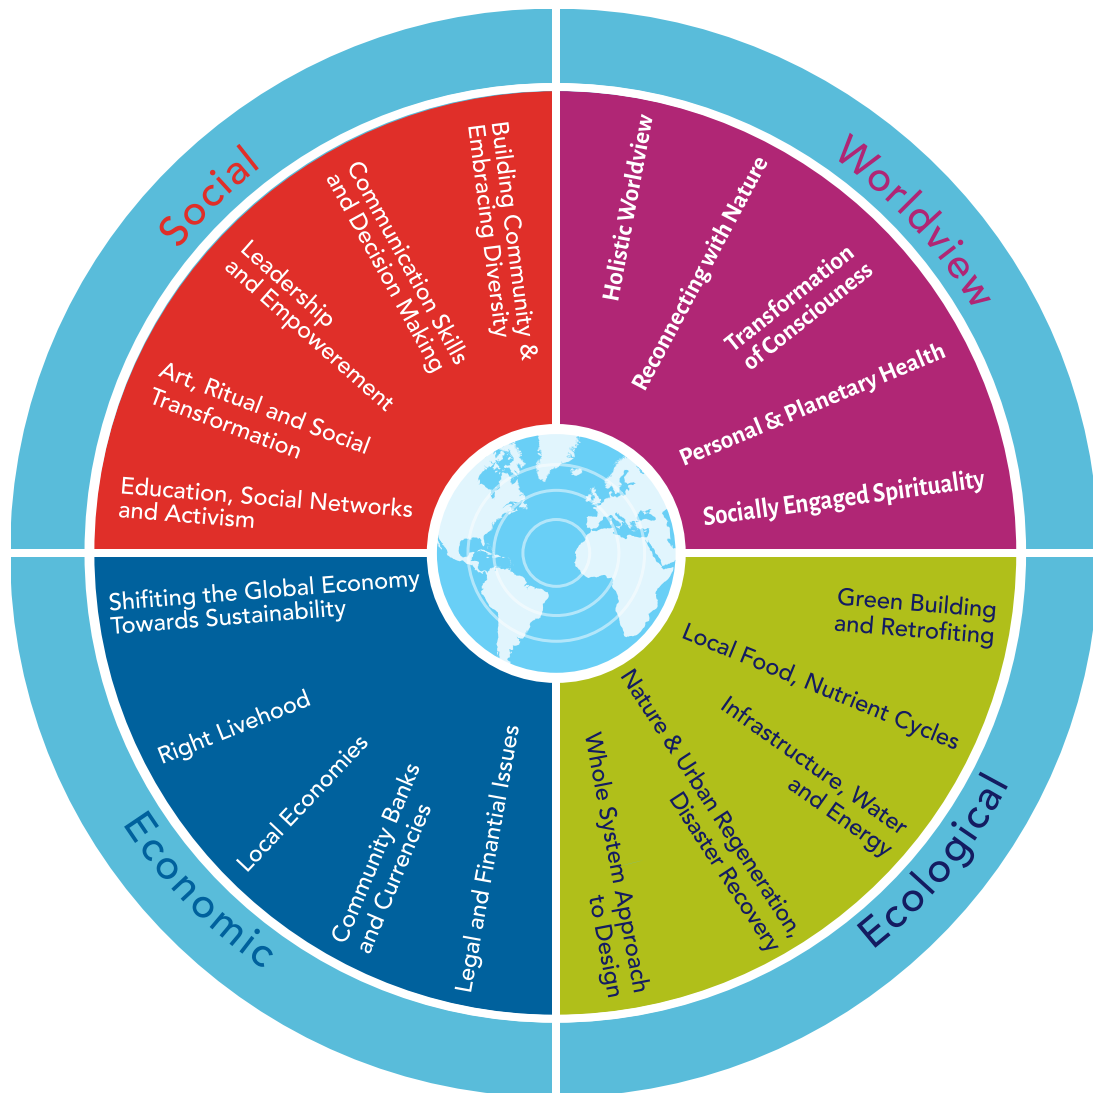 Social
Building Community &
Embracing Diversity
Communication Skills
and Decision Making
Leadership
and Empowerement
Art, Ritual and Social
Transformation
Education, Social Networks
and Activism
Worldview
Holistic Worldview
Reconnecting with Nature
Transformation
of Consciouness
Personal & Planetary Health
Socially Engaged Spirituality
Economic
Shifiting the Global Economy
Towards Sustainability
Right Livehood
Local Economies
Community Banks
and Currencies
Legal and Finantial Issues
Ecological
Green Building
and Retrofiting
Local Food, Nutrient Cycles
Infrastructure, Water
and Energy
Nature & Urban Regeneration,
Disaster Recovery
Whole System Approach
to Design